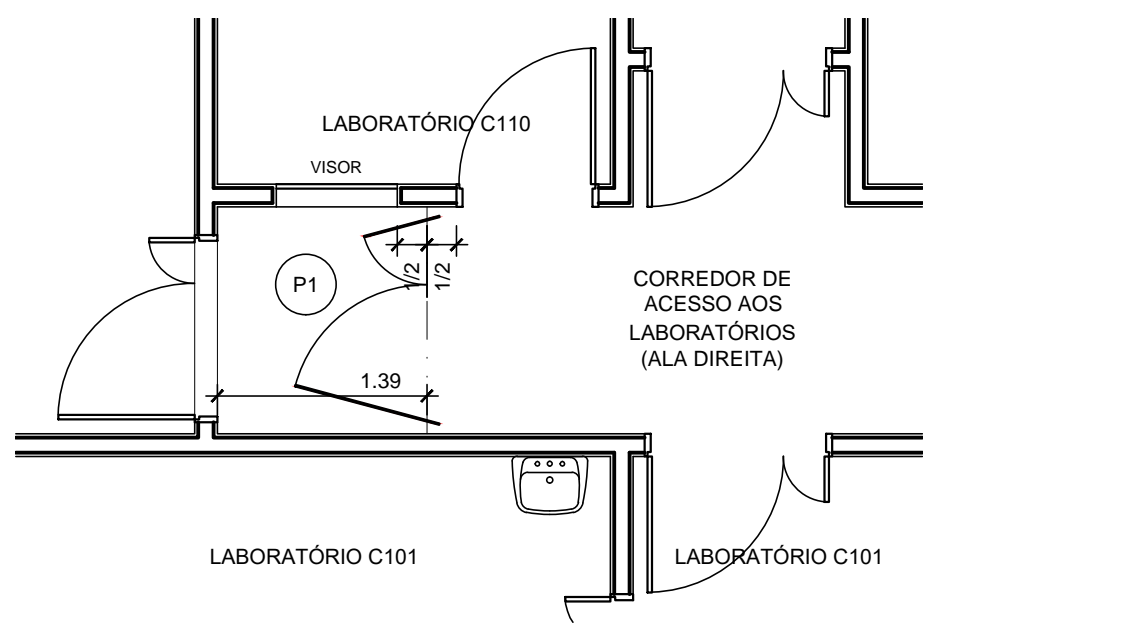 LABORATÓRIO C110
VISOR
1/2
1/2
P1
CORREDOR DE
ACESSO AOS
LABORATÓRIOS
(ALA DIREITA)
1.39
LABORATÓRIO C101
LABORATÓRIO C101